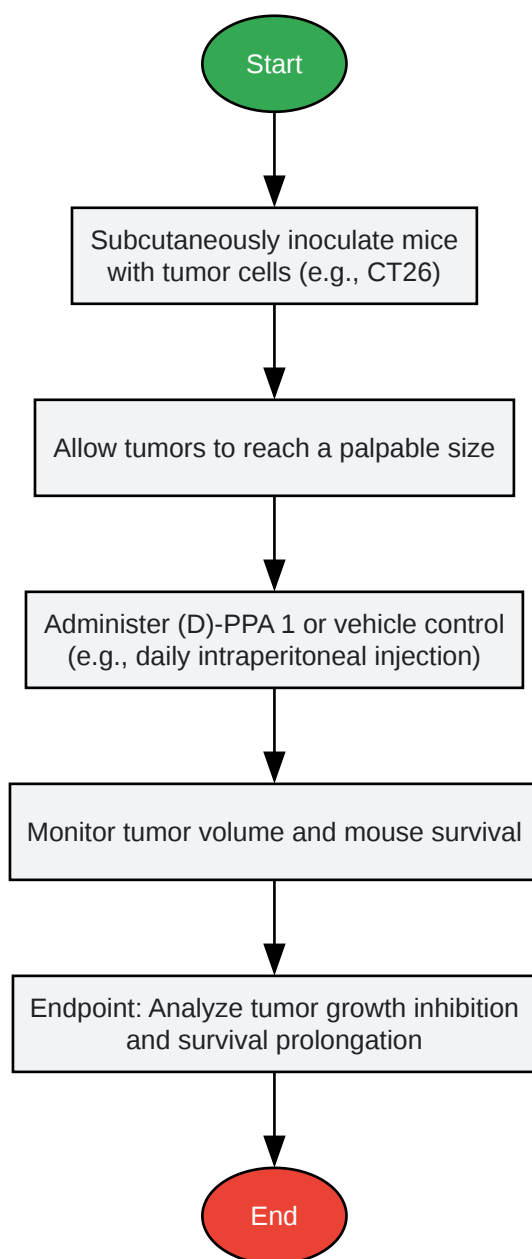 Start
Subcutaneously inoculate mice
with tumor cells (e.g., CT26)
Allow tumors to reach a palpable size
Administer (D)-PPA 1 or vehicle control
(e.g., daily intraperitoneal injection)
Monitor tumor volume and mouse survival
Endpoint: Analyze tumor growth inhibition
and survival prolongation
End